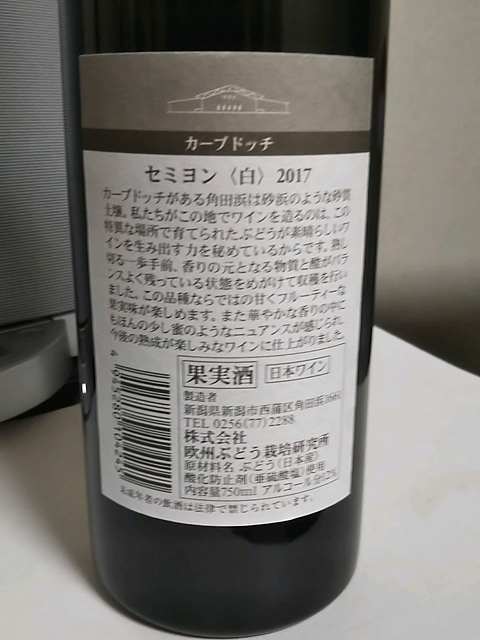 カーブドッチ
セミヨン〈白〉2017
カーブドッチがある角田浜は砂浜のような砂質
土壌。私たちがこの地でワインを造るのは、この
特異な場所で育てられたぶどうが素晴らしいワ
インを生み出す力を秘めているからです。熟し
切る一歩手前、香りの元となる物質と酸がバラ
ンスよく残っている状態をめがけて収穫を行い
ました。この品種ならではの甘くフルーティーな
果実味が楽しめます。また華やかな香りの中に
もほんの少し蜜のようなニュアンスが感じられ、
今後の熟成が楽しみなワインに仕上がりました。
果実酒 日本ワイン
製造者
新潟県新潟市西蒲区角田浜1661
TEL 0256(77)2288
株式会社
欧州ぶどう栽培研究所
原材料名 ぶどう(日本産)
酸化防止剤(亜硫酸塩)使用
内容量750ml アルコール分12%
未成年者の飲酒は法律で禁じられています。